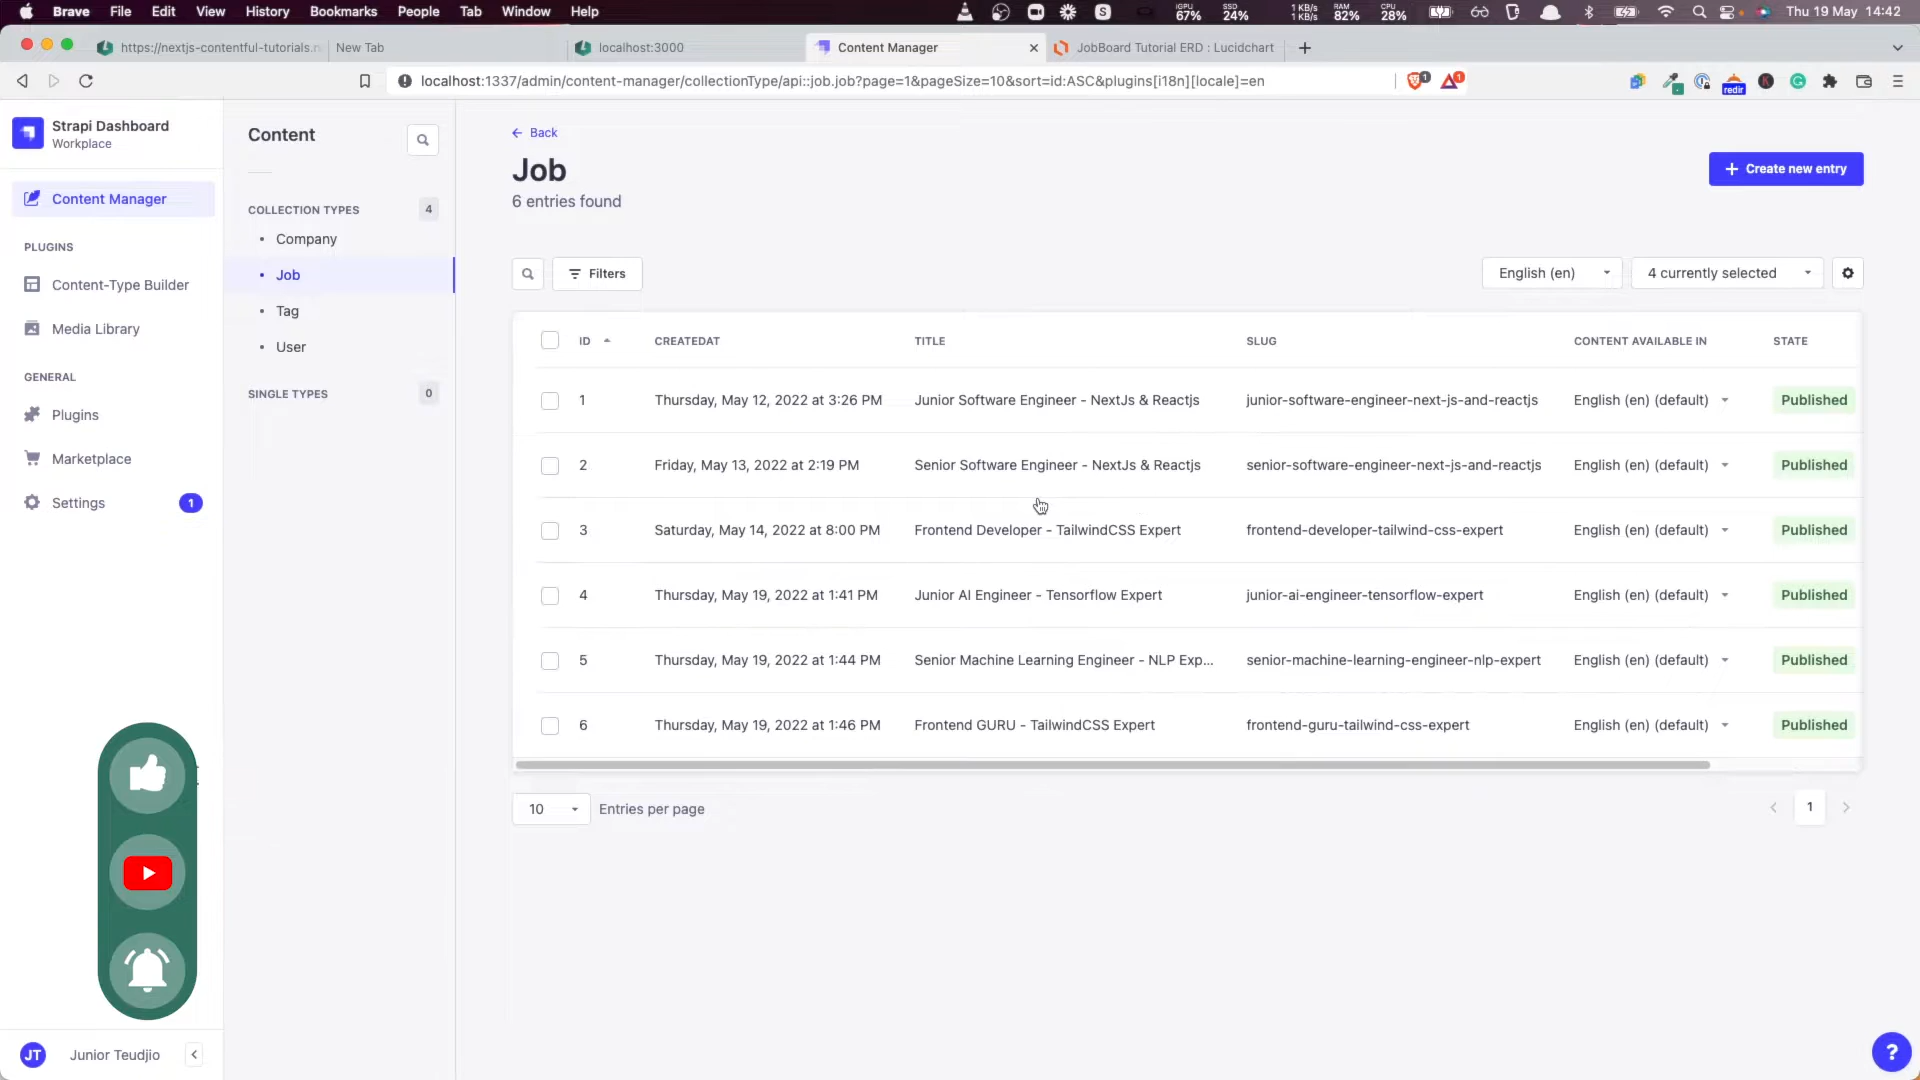 Brave File Edit View History Bookmarks People Tab Window Help
IGPU 67% SSD 24% 1 KB/s 1 KB/s RAM 82% CPU 28% Thu 19 May 14:42
https://nextjs-contentful-tutorials.n
New Tab
localhost:3000
Content Manager
JobBoard Tutorial ERD : Lucidchart
localhost:1337/admin/content-manager/collectionType/api::job.job?page=1&pageSize=10&sort=id:ASC&plugins[i18n][locale]=en
1
1
redir
Strapi Dashboard
Workplace
Content Manager
PLUGINS
Content-Type Builder
Media Library
GENERAL
Plugins
Marketplace
Settings
1
JT
Junior Teudjio
Content
COLLECTION TYPES
4
Company
Job
Tag
User
SINGLE TYPES
0
Back
Job
6 entries found
Create new entry
Filters
English (en)
4 currently selected
ID CREATEDAT TITLE SLUG CONTENT AVAILABLE IN STATE
1 Thursday, May 12, 2022 at 3:26 PM Junior Software Engineer - NextJs & Reactjs junior-software-engineer-next-js-and-reactjs English (en) (default) Published
2 Friday, May 13, 2022 at 2:19 PM Senior Software Engineer - NextJs & Reactjs senior-software-engineer-next-js-and-reactjs English (en) (default) Published
3 Saturday, May 14, 2022 at 8:00 PM Frontend Developer - TailwindCSS Expert frontend-developer-tailwind-css-expert English (en) (default) Published
4 Thursday, May 19, 2022 at 1:41 PM Junior AI Engineer - Tensorflow Expert junior-ai-engineer-tensorflow-expert English (en) (default) Published
5 Thursday, May 19, 2022 at 1:44 PM Senior Machine Learning Engineer - NLP Exp... senior-machine-learning-engineer-nlp-expert English (en) (default) Published
6 Thursday, May 19, 2022 at 1:46 PM Frontend GURU - TailwindCSS Expert frontend-guru-tailwind-css-expert English (en) (default) Published
10
Entries per page
1
?